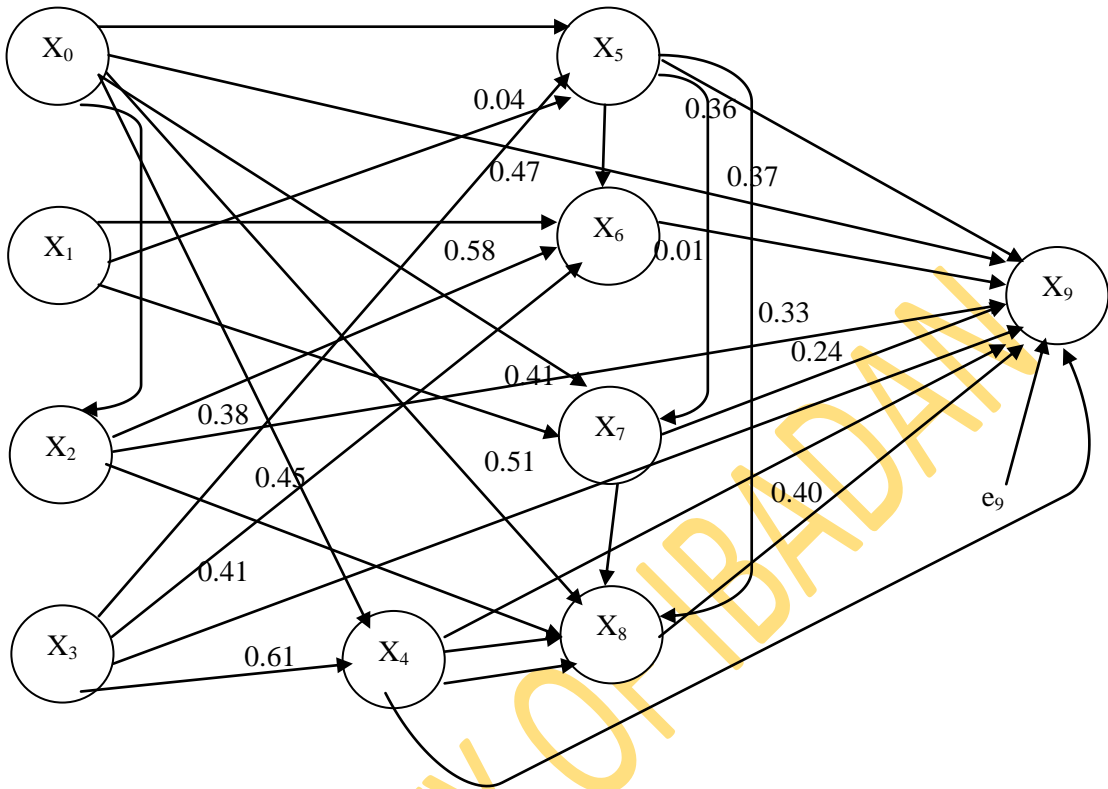 X₀
X₅
0.04
0.36
0.47
0.37
X₁
X₆
0.58
0.01
X₉
0.33
0.24
0.41
0.38
X₂
X₇
0.45
0.51
0.40
e₉
0.41
X₃
0.61
X₄
X₈
Y OF IBADAN